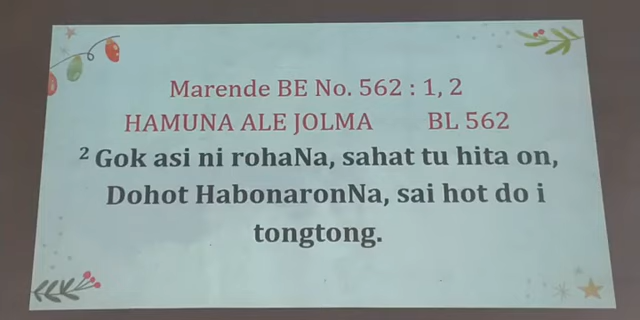 Marende BE No. 562 : 1, 2
HAMUNA ALE JOLMA BL 562
² Gok asi ni rohaNa, sahat tu hita on,
Dohot HabonaronNa, sai hot do i
tongtong.